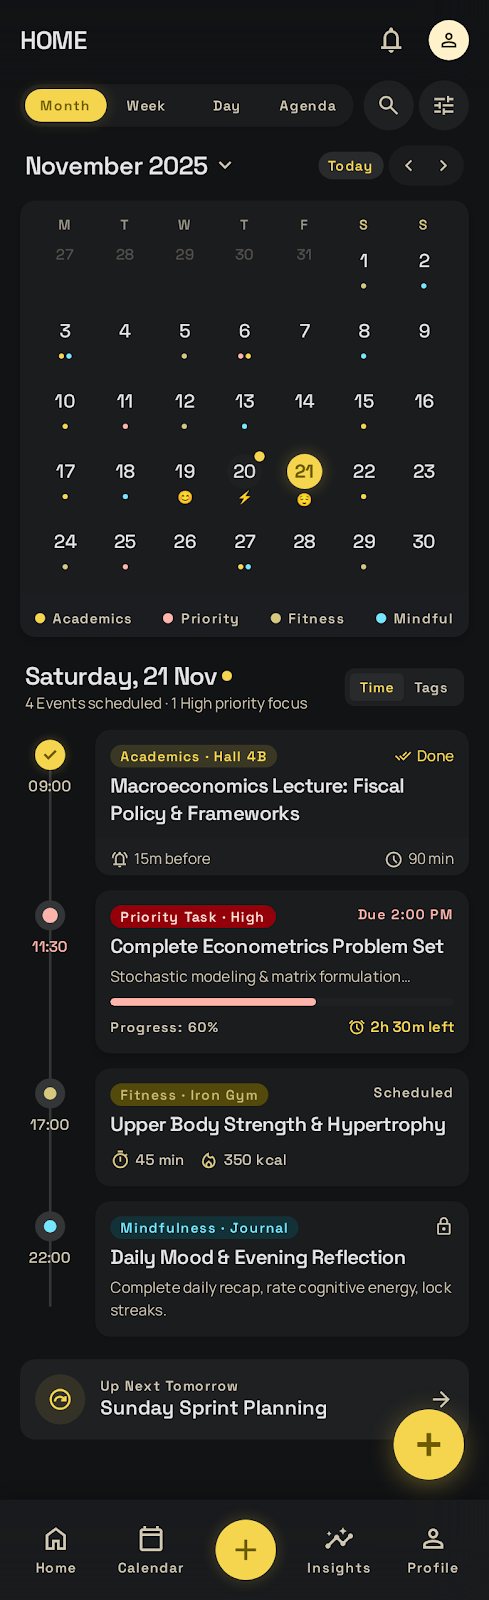 HOME
Month Week Day Agenda
November 2025 Today
M T W T F S S
27 28 29 30 31 1 2
3 4 5 6 7 8 9
10 11 12 13 14 15 16
17 18 19 20 21 22 23
24 25 26 27 28 29 30
Academics Priority Fitness Mindful
Saturday, 21 Nov
4 Events scheduled · 1 High priority focus
Time Tags
09:00
Academics · Hall 4B Done
Macroeconomics Lecture: Fiscal
Policy & Frameworks
15m before 90 min
11:30
Priority Task · High Due 2:00 PM
Complete Econometrics Problem Set
Stochastic modeling & matrix formulation...
Progress: 60% 2h 30m left
17:00
Fitness · Iron Gym Scheduled
Upper Body Strength & Hypertrophy
45 min 350 kcal
22:00
Mindfulness · Journal
Daily Mood & Evening Reflection
Complete daily recap, rate cognitive energy, lock
streaks.
Up Next Tomorrow
Sunday Sprint Planning
Home Calendar Insights Profile